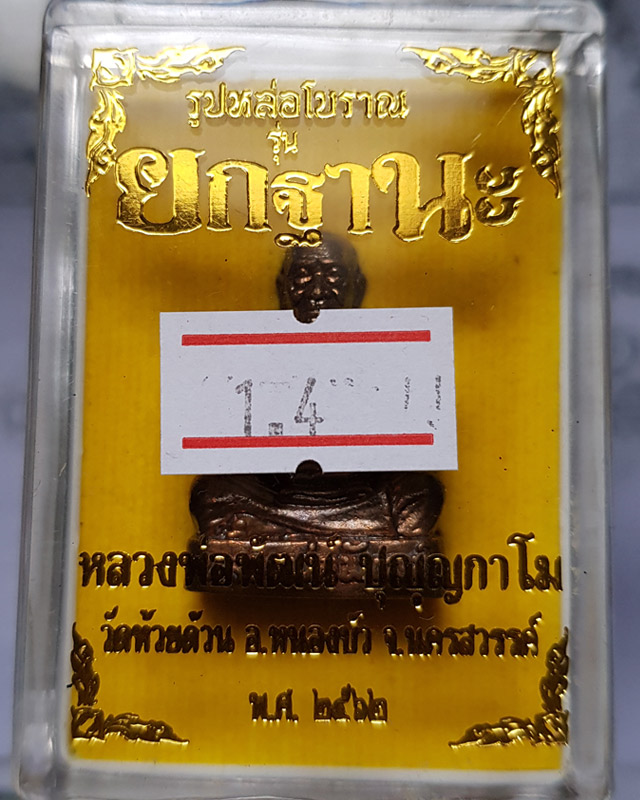 รูปหล่อโบราณ
รุ่น
ยกฐานะ
1.4
หลวงพ่อพัฒน์ ปุญฺญกาโม
วัดห้วยด้วน อ.หนองบัว จ.นครสวรรค์
พ.ศ. ๒๕๖๒